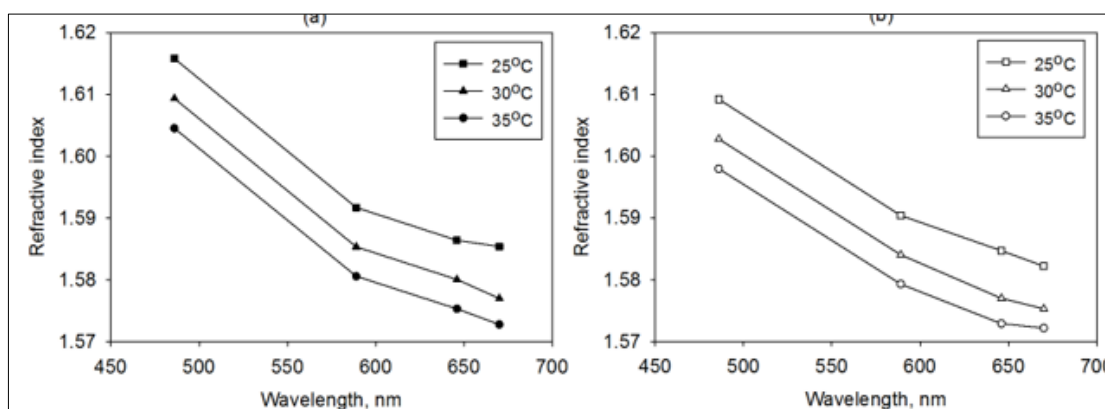 (a)
1.62
1.61
1.60
1.59
1.58
1.57
Refractive index
25°C
30°C
35°C
450 500 550 600 650 700
Wavelength, nm
(b)
1.62
1.61
1.60
1.59
1.58
1.57
Refractive index
25°C
30°C
35°C
450 500 550 600 650 700
Wavelength, nm